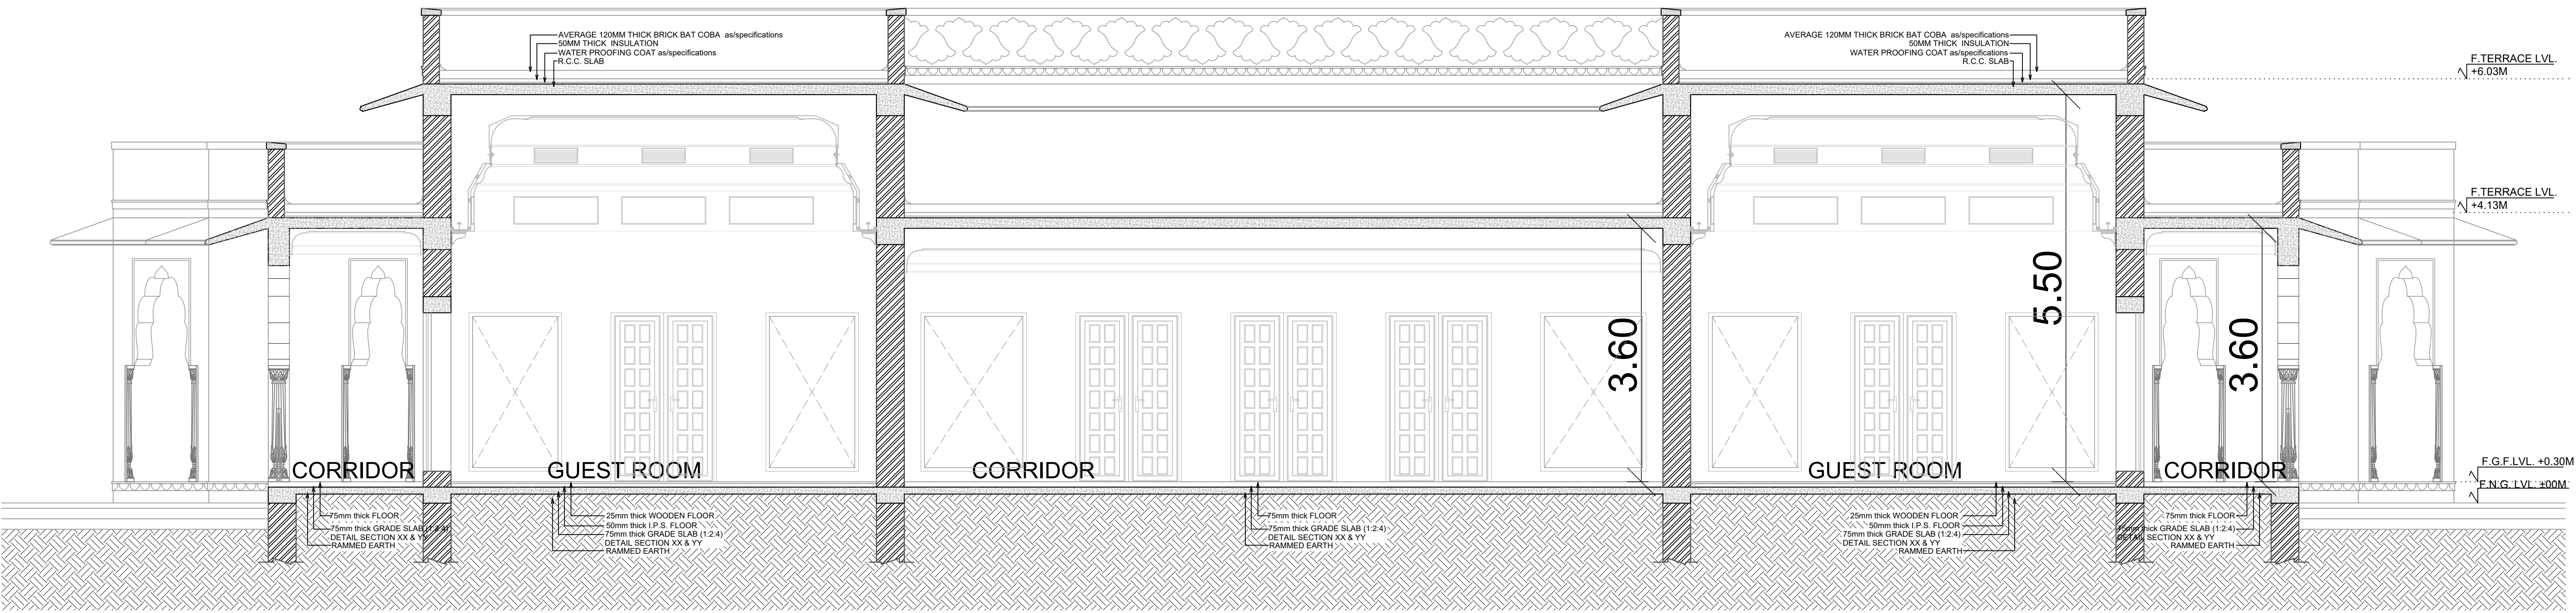 AVERAGE 120MM THICK BRICK BAT COBA as/specifications
50MM THICK INSULATION
WATER PROOFING COAT as/specifications
R.C.C. SLAB
AVERAGE 120MM THICK BRICK BAT COBA as/specifications
50MM THICK INSULATION
WATER PROOFING COAT as/specifications
R.C.C. SLAB
F.TERRACE LVL.
+6.03M
F.TERRACE LVL.
+4.13M
5.50
3.60
3.60
CORRIDOR
GUEST ROOM
CORRIDOR
GUEST ROOM
CORRIDOR
F.G.F.LVL. +0.30M
F.N.G. LVL. ±00M
75mm thick FLOOR
75mm thick GRADE SLAB (1:2:4)
DETAIL SECTION XX & YY
RAMMED EARTH
25mm thick WOODEN FLOOR
50mm thick I.P.S. FLOOR
75mm thick GRADE SLAB (1:2:4)
DETAIL SECTION XX & YY
RAMMED EARTH
75mm thick FLOOR
75mm thick GRADE SLAB (1:2:4)
DETAIL SECTION XX & YY
RAMMED EARTH
25mm thick WOODEN FLOOR
50mm thick I.P.S. FLOOR
75mm thick GRADE SLAB (1:2:4)
DETAIL SECTION XX & YY
RAMMED EARTH
75mm thick FLOOR
75mm thick GRADE SLAB (1:2:4)
DETAIL SECTION XX & YY
RAMMED EARTH